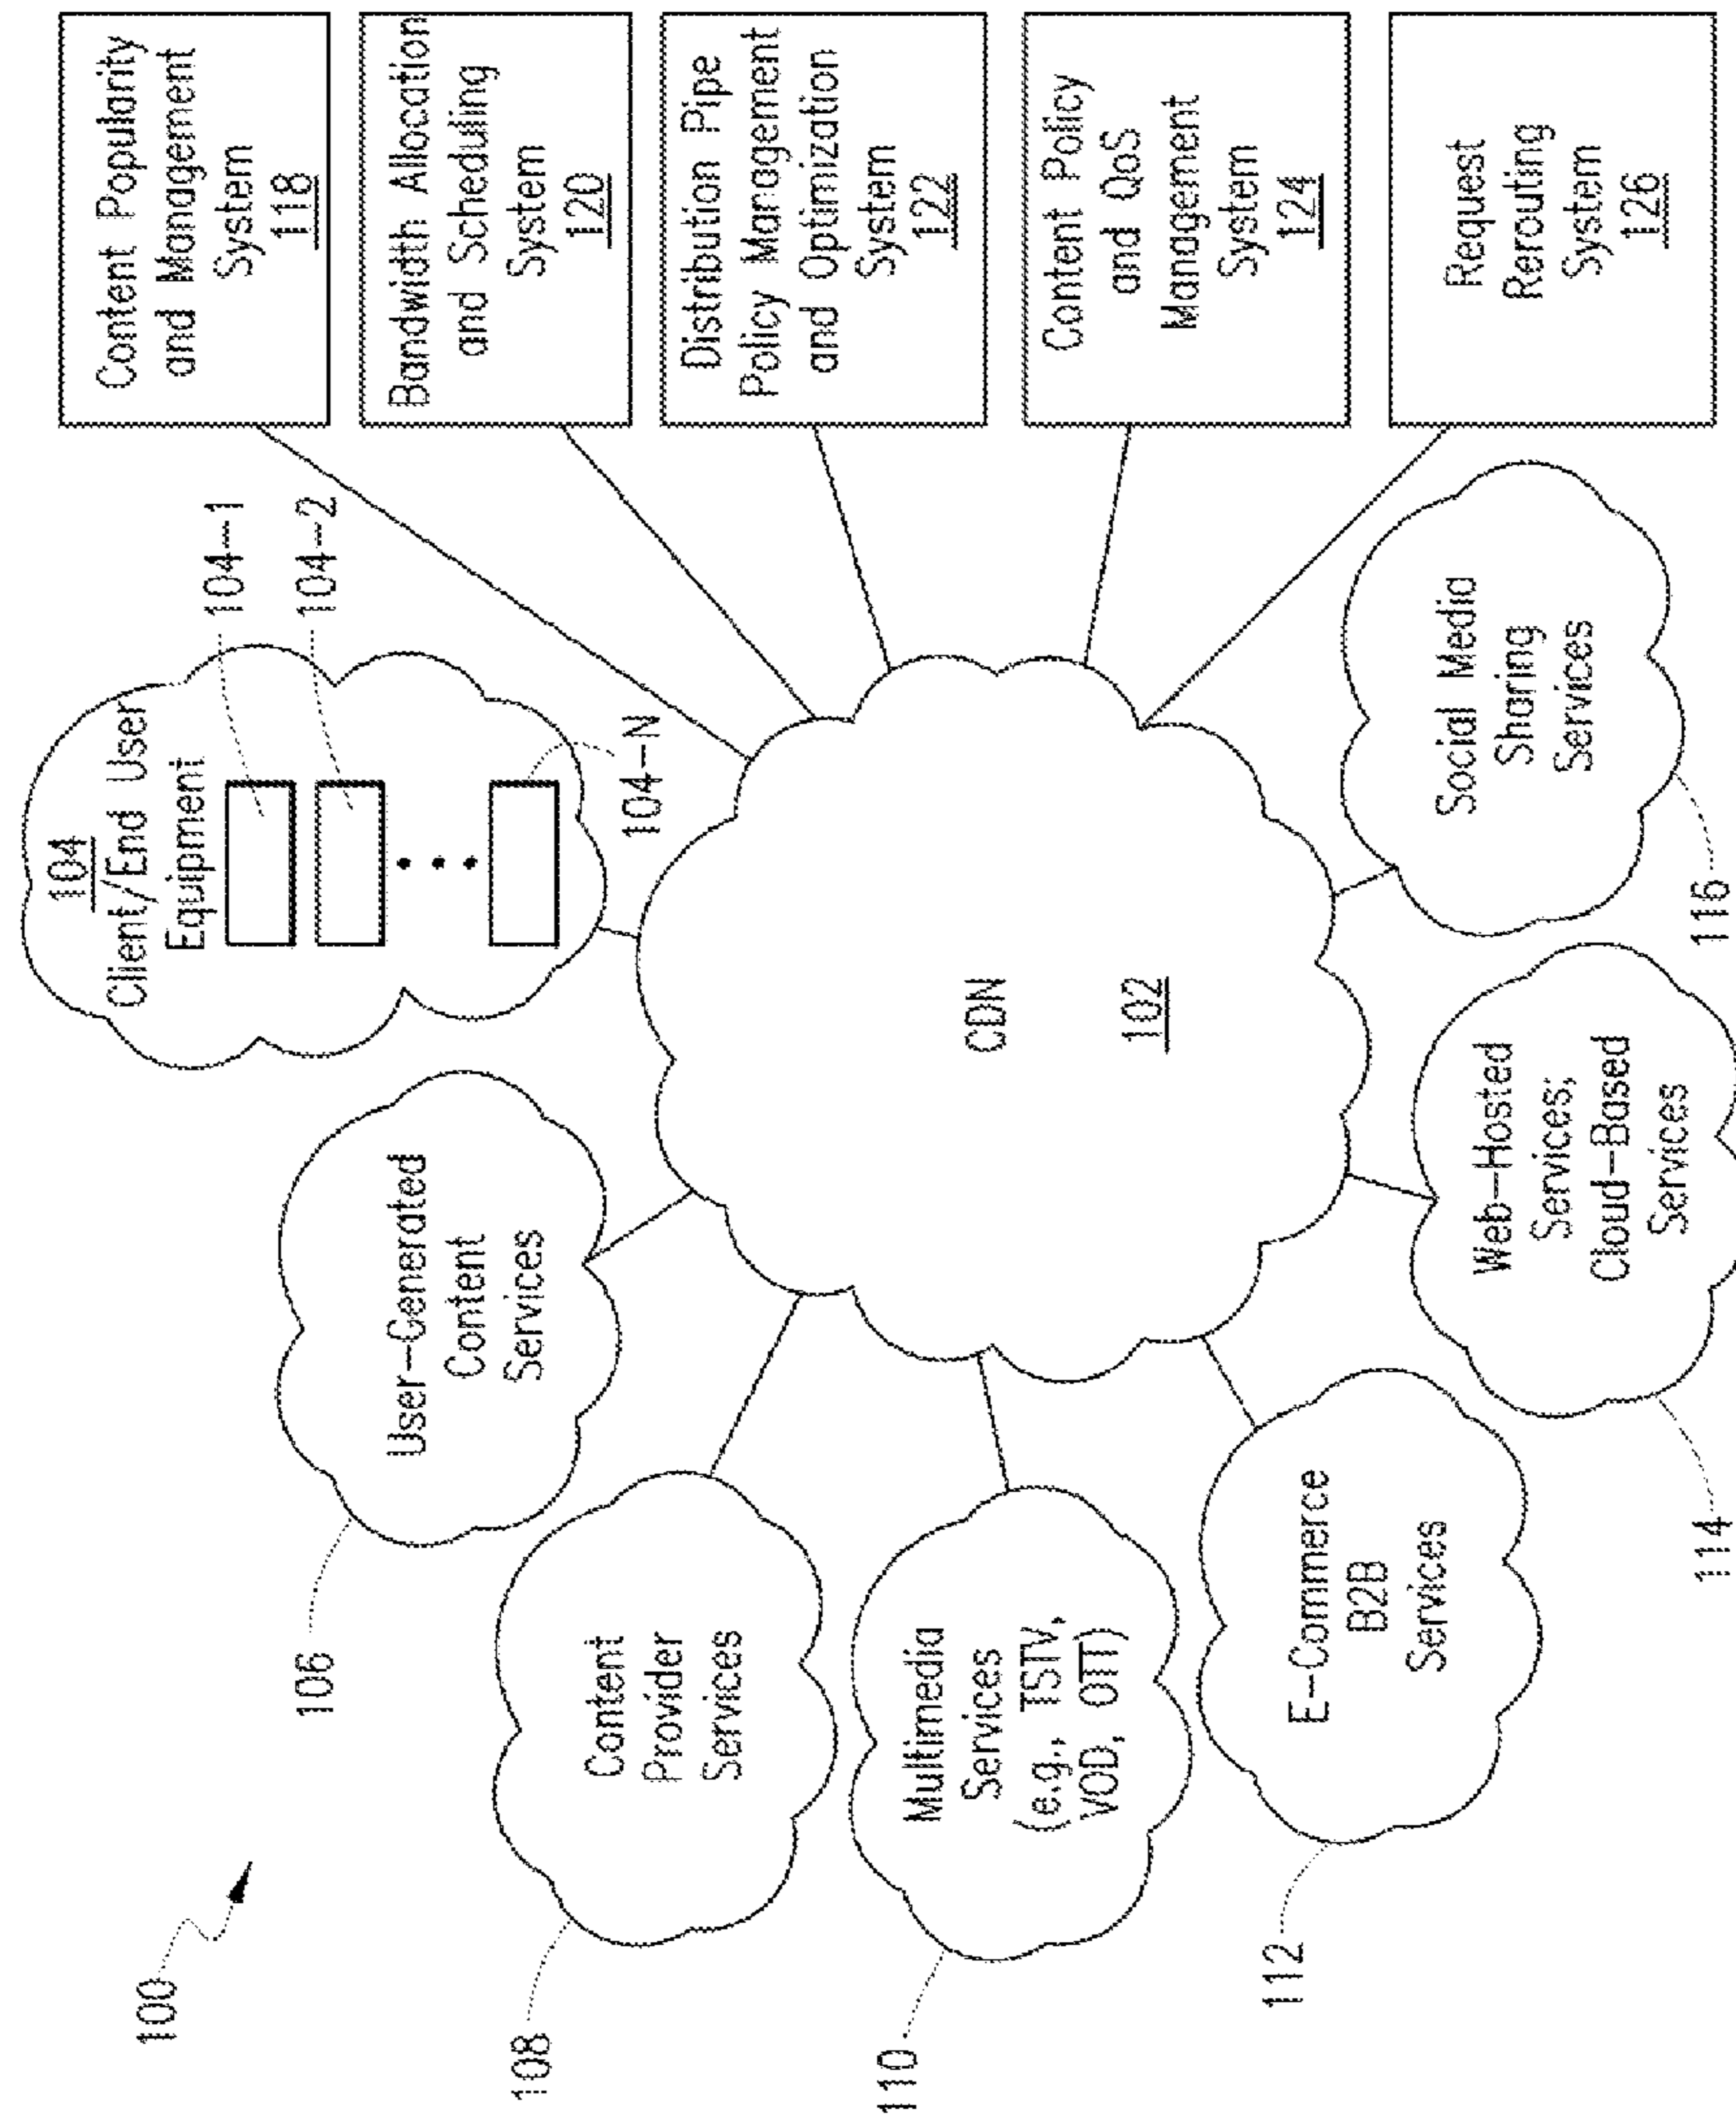 100
104
Client/End User
Equipment
104-1
104-2
104-N
106
User-Generated
Content
Services
108
Content
Provider
Services
110
Multimedia
Services
(e.g., TSTV,
VOD, OTT)
112
E-Commerce
B2B
Services
114
Web-Hosted
Services;
Cloud-Based
Services
116
Social Media
Sharing
Services
CDN
102
Content Popularity
and Management
System
118
Bandwidth Allocation
and Scheduling
System
120
Distribution Pipe
Policy Management
and Optimization
System
122
Content Policy
and QoS
Management
System
124
Request
Rerouting
System
126